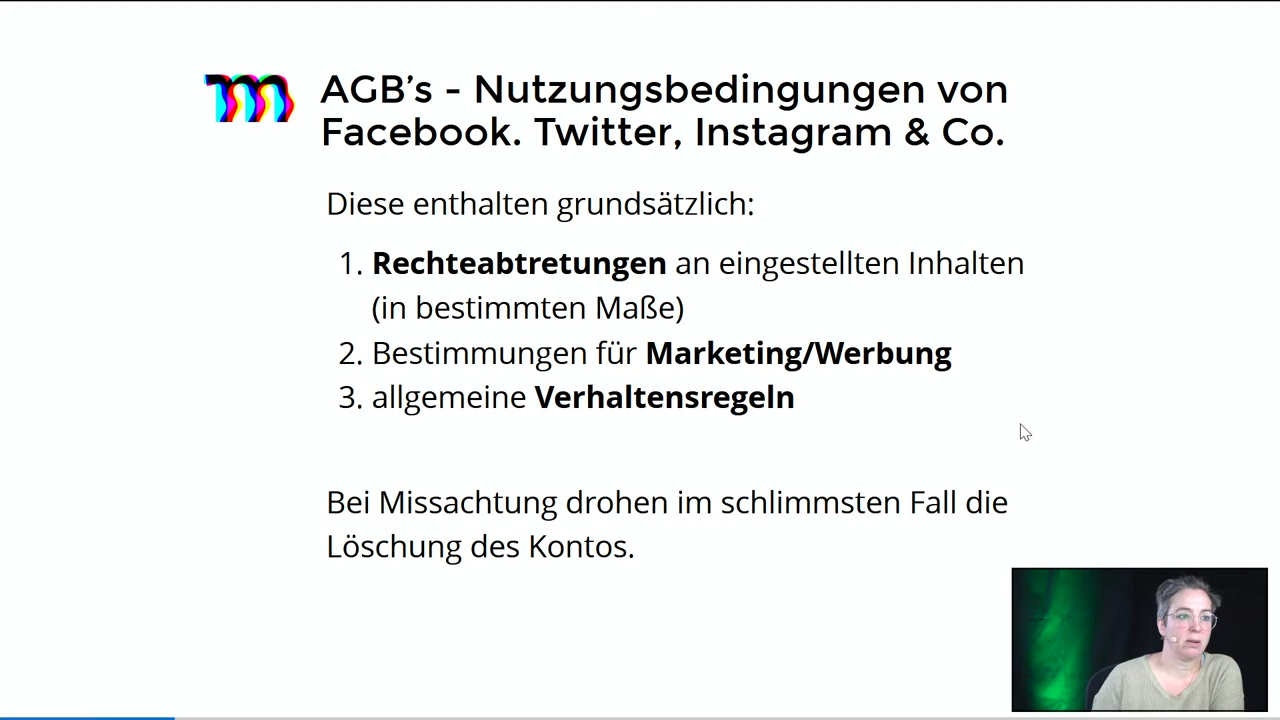 m
AGB’s - Nutzungsbedingungen von
Facebook. Twitter, Instagram & Co.
Diese enthalten grundsätzlich:
1. Rechteabtretungen an eingestellten Inhalten
(in bestimmten Maße)
2. Bestimmungen für Marketing/Werbung
3. allgemeine Verhaltensregeln
Bei Missachtung drohen im schlimmsten Fall die
Löschung des Kontos.